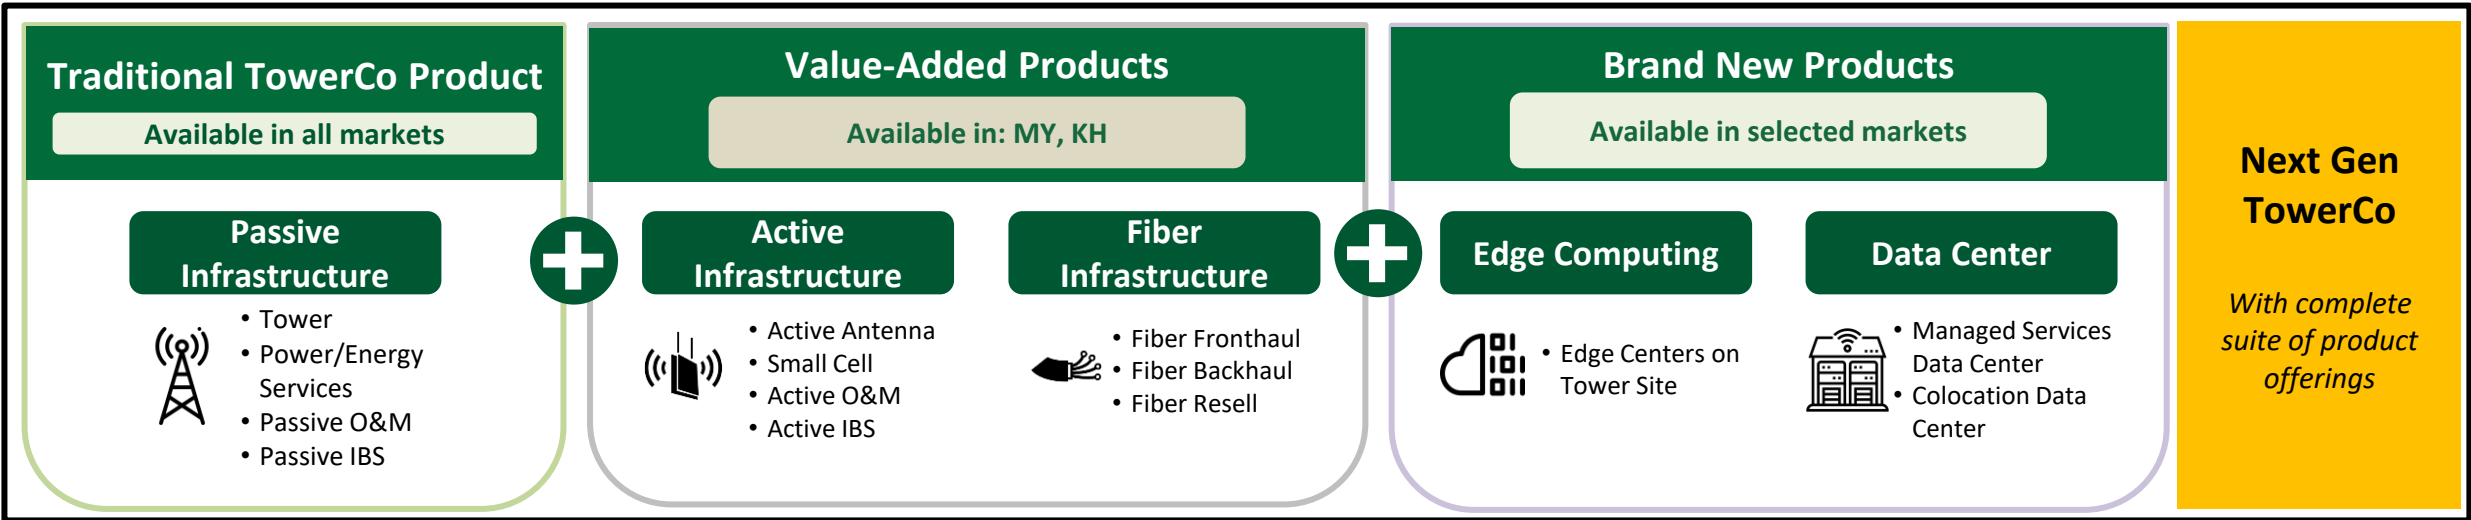 Traditional TowerCo Product
Available in all markets
Passive
Infrastructure
• Tower
• Power/Energy
Services
• Passive O&M
• Passive IBS
Value-Added Products
Available in: MY, KH
Active
Infrastructure
• Active Antenna
• Small Cell
• Active O&M
• Active IBS
Fiber
Infrastructure
• Fiber Fronthaul
• Fiber Backhaul
• Fiber Resell
Brand New Products
Available in selected markets
Edge Computing
• Edge Centers on
Tower Site
Data Center
• Managed Services
Data Center
• Colocation Data
Center
Next Gen
TowerCo
With complete
suite of product
offerings